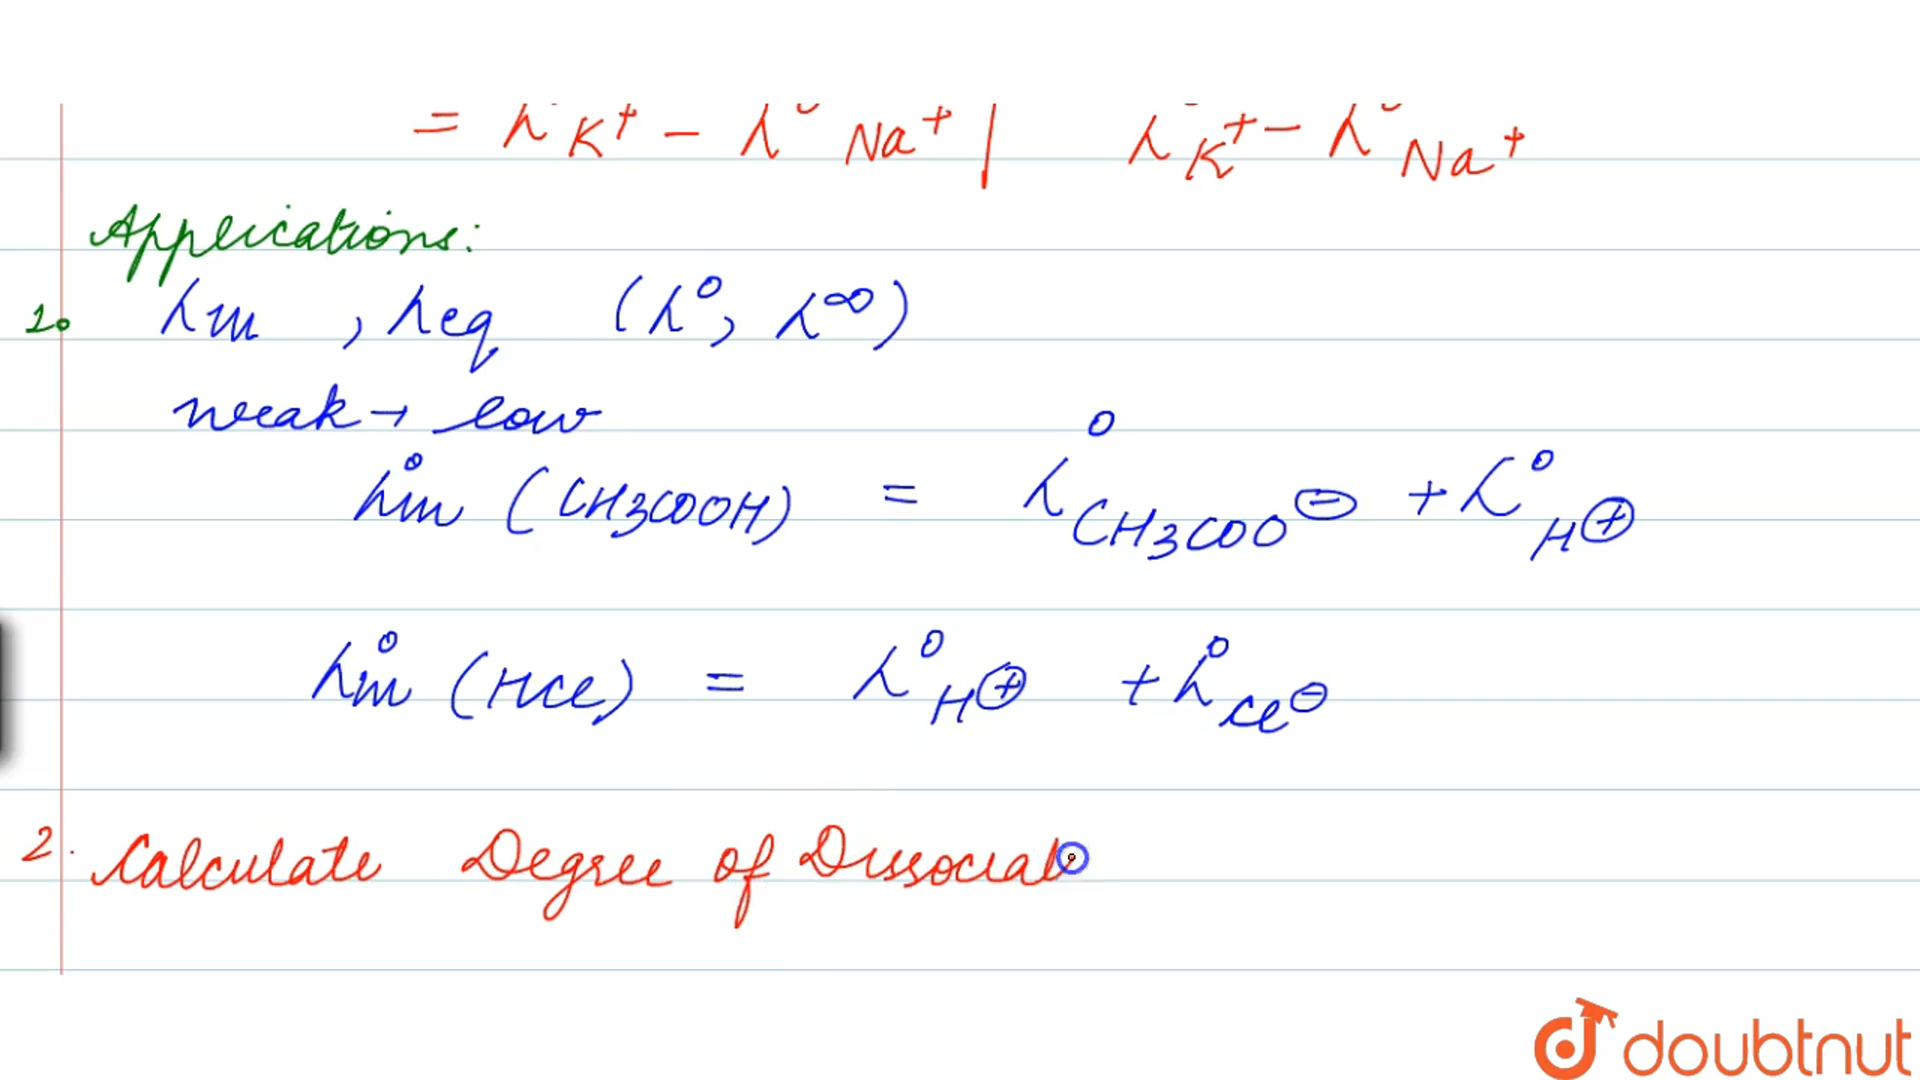 = λ K+ - λ° Na+ | λ° K+ - λ° Na+
Applications:
1. λm , λeq (λ°, λ∞)
weak → low
λ°m (CH3COOH) = λ° CH3COO⊖ + λ° H⊕
λ°m (HCl) = λ° H⊕ + λ° Cl⊖
2. Calculate Degree of Dissociat
doubtnut